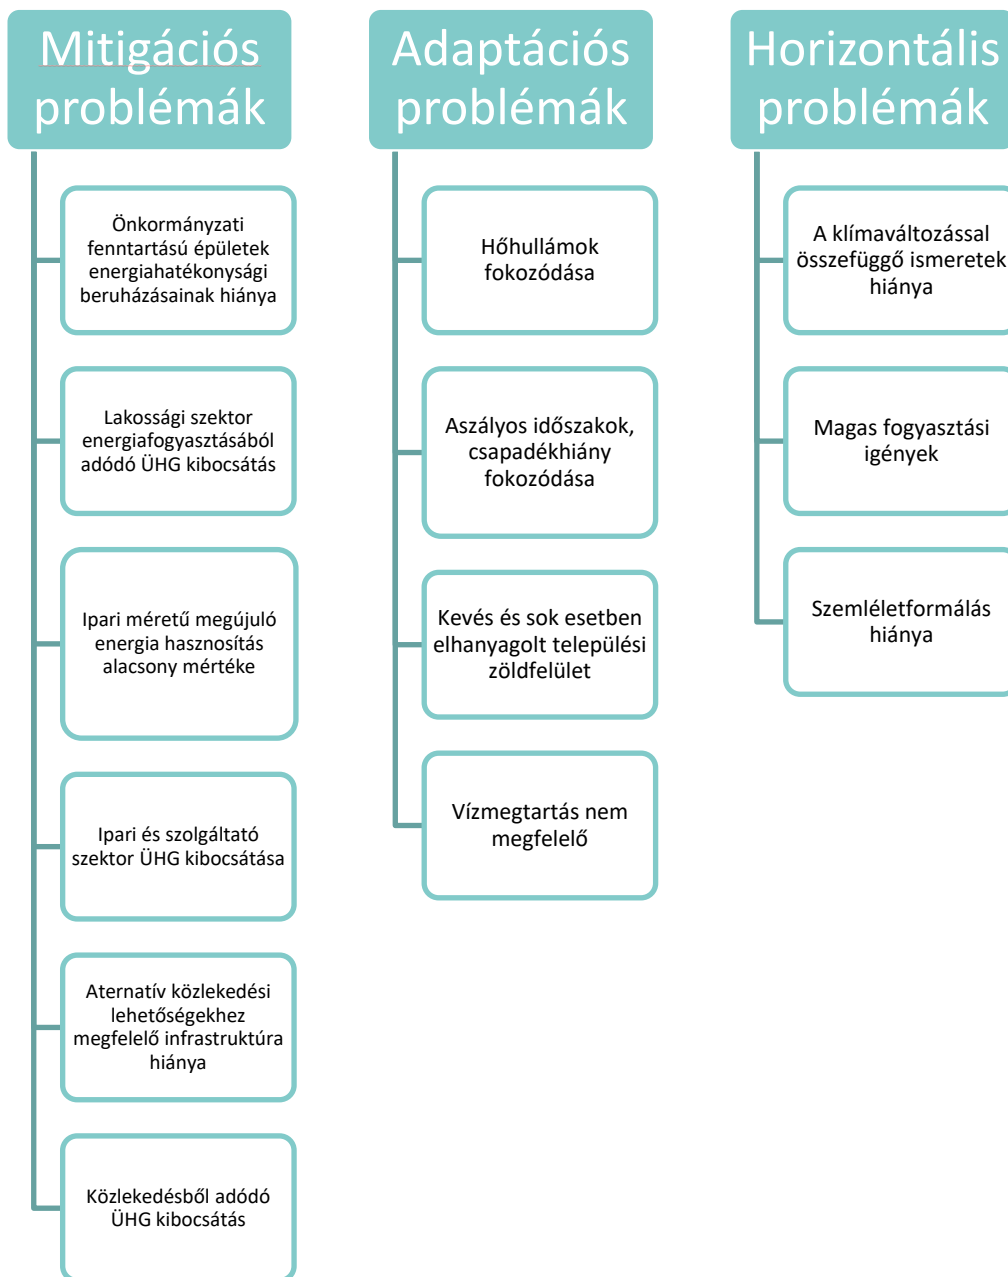 Mitigációs
problémák
Önkormányzati
fenntartású épületek
energiahatékonysági
beruházásainak hiánya
Lakossági szektor
energiafogyasztásából
adódó ÜHG kibocsátás
Ipari méretű megújuló
energia hasznosítás
alacsony mértéke
Ipari és szolgáltató
szektor ÜHG kibocsátása
Aternatív közlekedési
lehetőségekhez
megfelelő infrastruktúra
hiánya
Közlekedésből adódó
ÜHG kibocsátás
Adaptációs
problémák
Hőhullámok
fokozódása
Aszályos időszakok,
csapadékhiány
fokozódása
Kevés és sok esetben
elhanyagolt települési
zöldfelület
Vízmegtartás nem
megfelelő
Horizontális
problémák
A klímaváltozással
összefüggő ismeretek
hiánya
Magas fogyasztási
igények
Szemléletformálás
hiánya